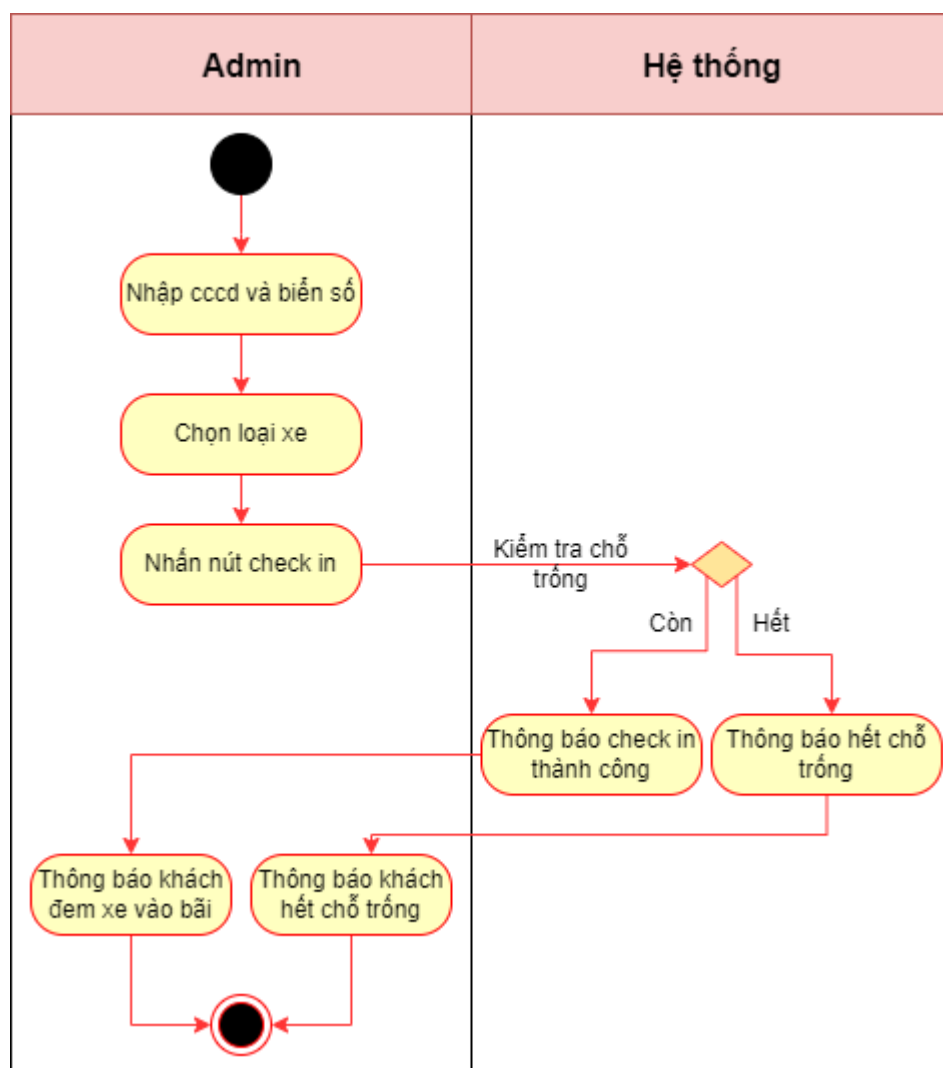 Admin
Hệ thống
Nhập cccd và biển số
Chọn loại xe
Nhấn nút check in
Kiểm tra chỗ
trống
Còn
Hết
Thông báo check in
thành công
Thông báo hết chỗ
trống
Thông báo khách
đem xe vào bãi
Thông báo khách
hết chỗ trống